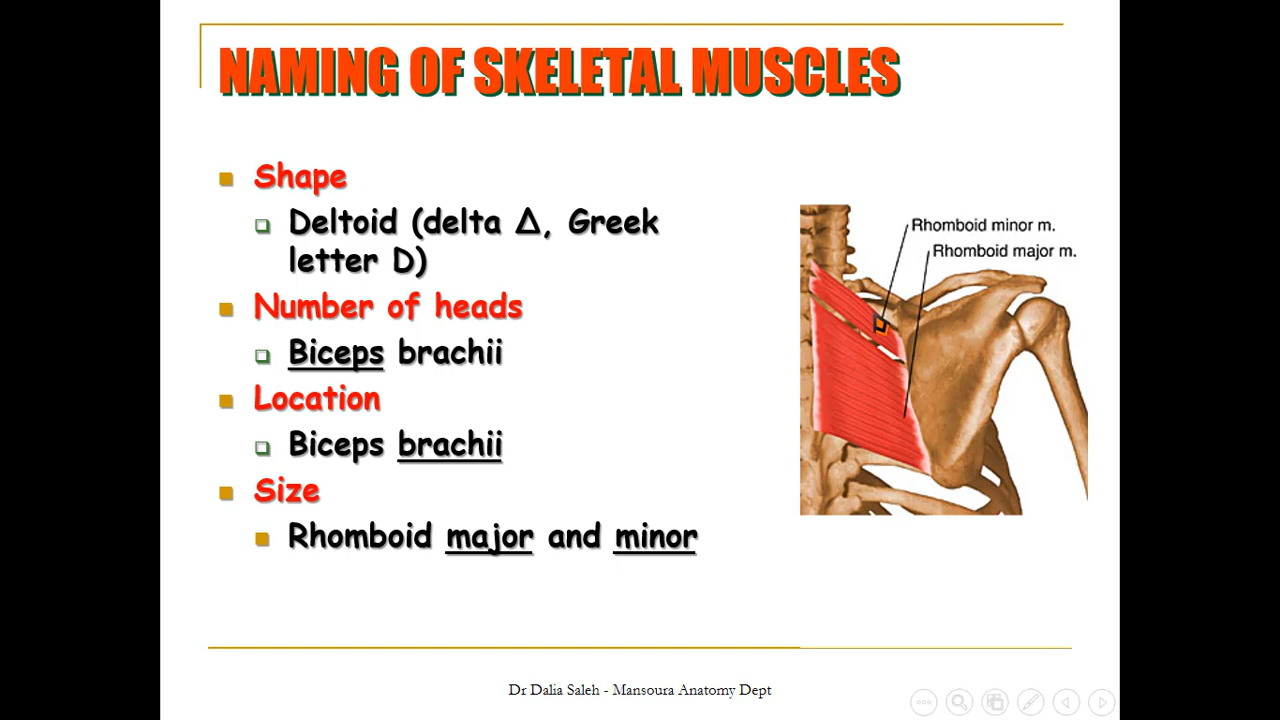 NAMING OF SKELETAL MUSCLES
Shape
Deltoid (delta Δ, Greek
letter D)
Number of heads
Biceps brachii
Location
Biceps brachii
Size
Rhomboid major and minor
Rhomboid minor m.
Rhomboid major m.
Dr Dalia Saleh - Mansoura Anatomy Dept